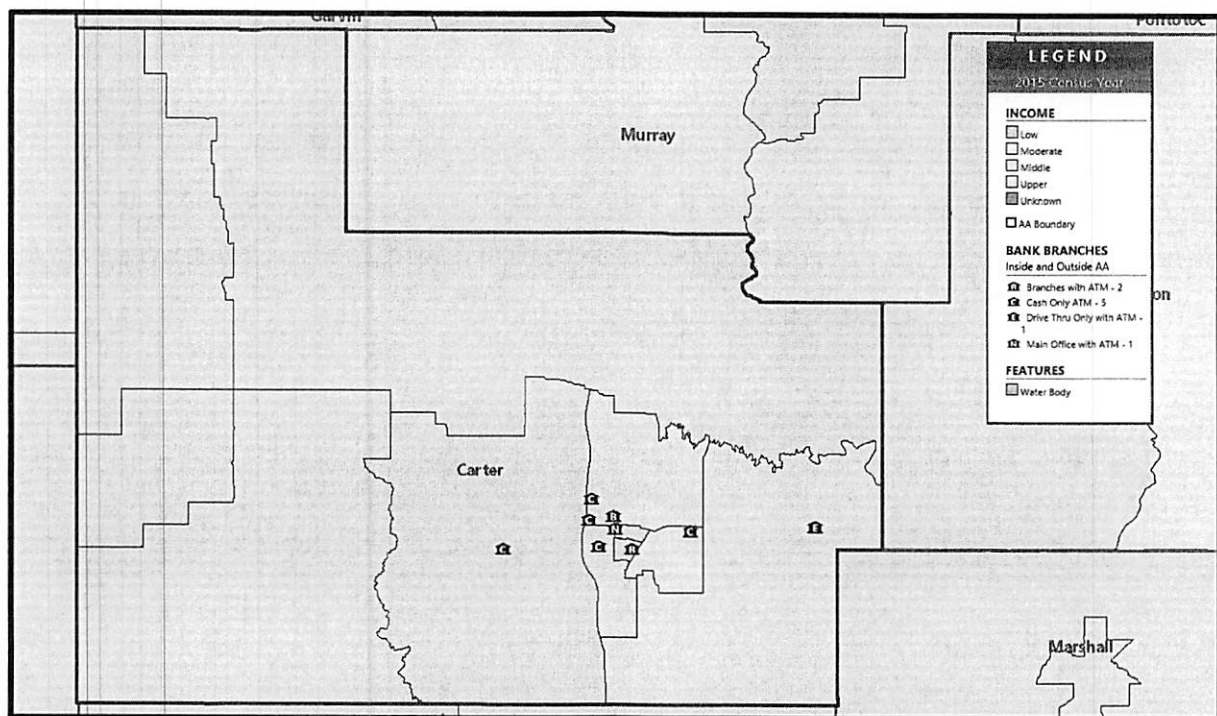 Garvin
Pontotoc
LEGEND
2015 Census Year
Murray
INCOME
Low
Moderate
Middle
Upper
Unknown
AA Boundary
BANK BRANCHES
Inside and Outside AA
Branches with ATM - 2
on
Cash Only ATM - 5
Drive Thru Only with ATM -
1
Main Office with ATM - 1
FEATURES
Water Body
Carter
C
B
C
N
C
E
C
C
Marshall